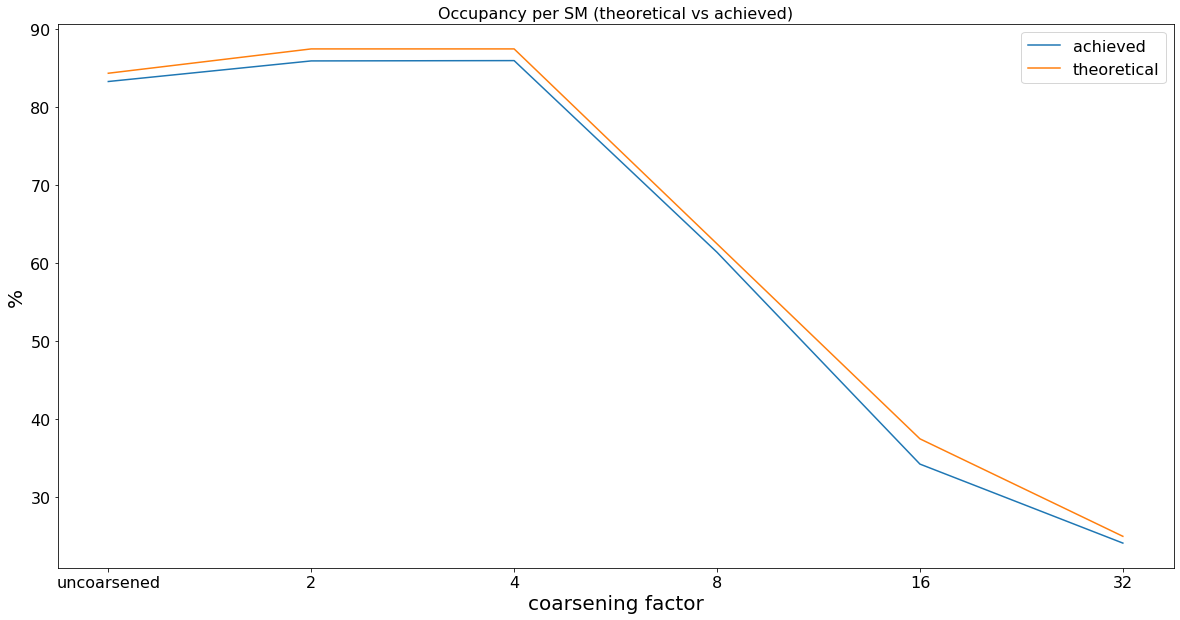 Occupancy per SM (theoretical vs achieved)
90
80
70
60
50
40
30
%
achieved
theoretical
uncoarsened 2 4 8 16 32
coarsening factor